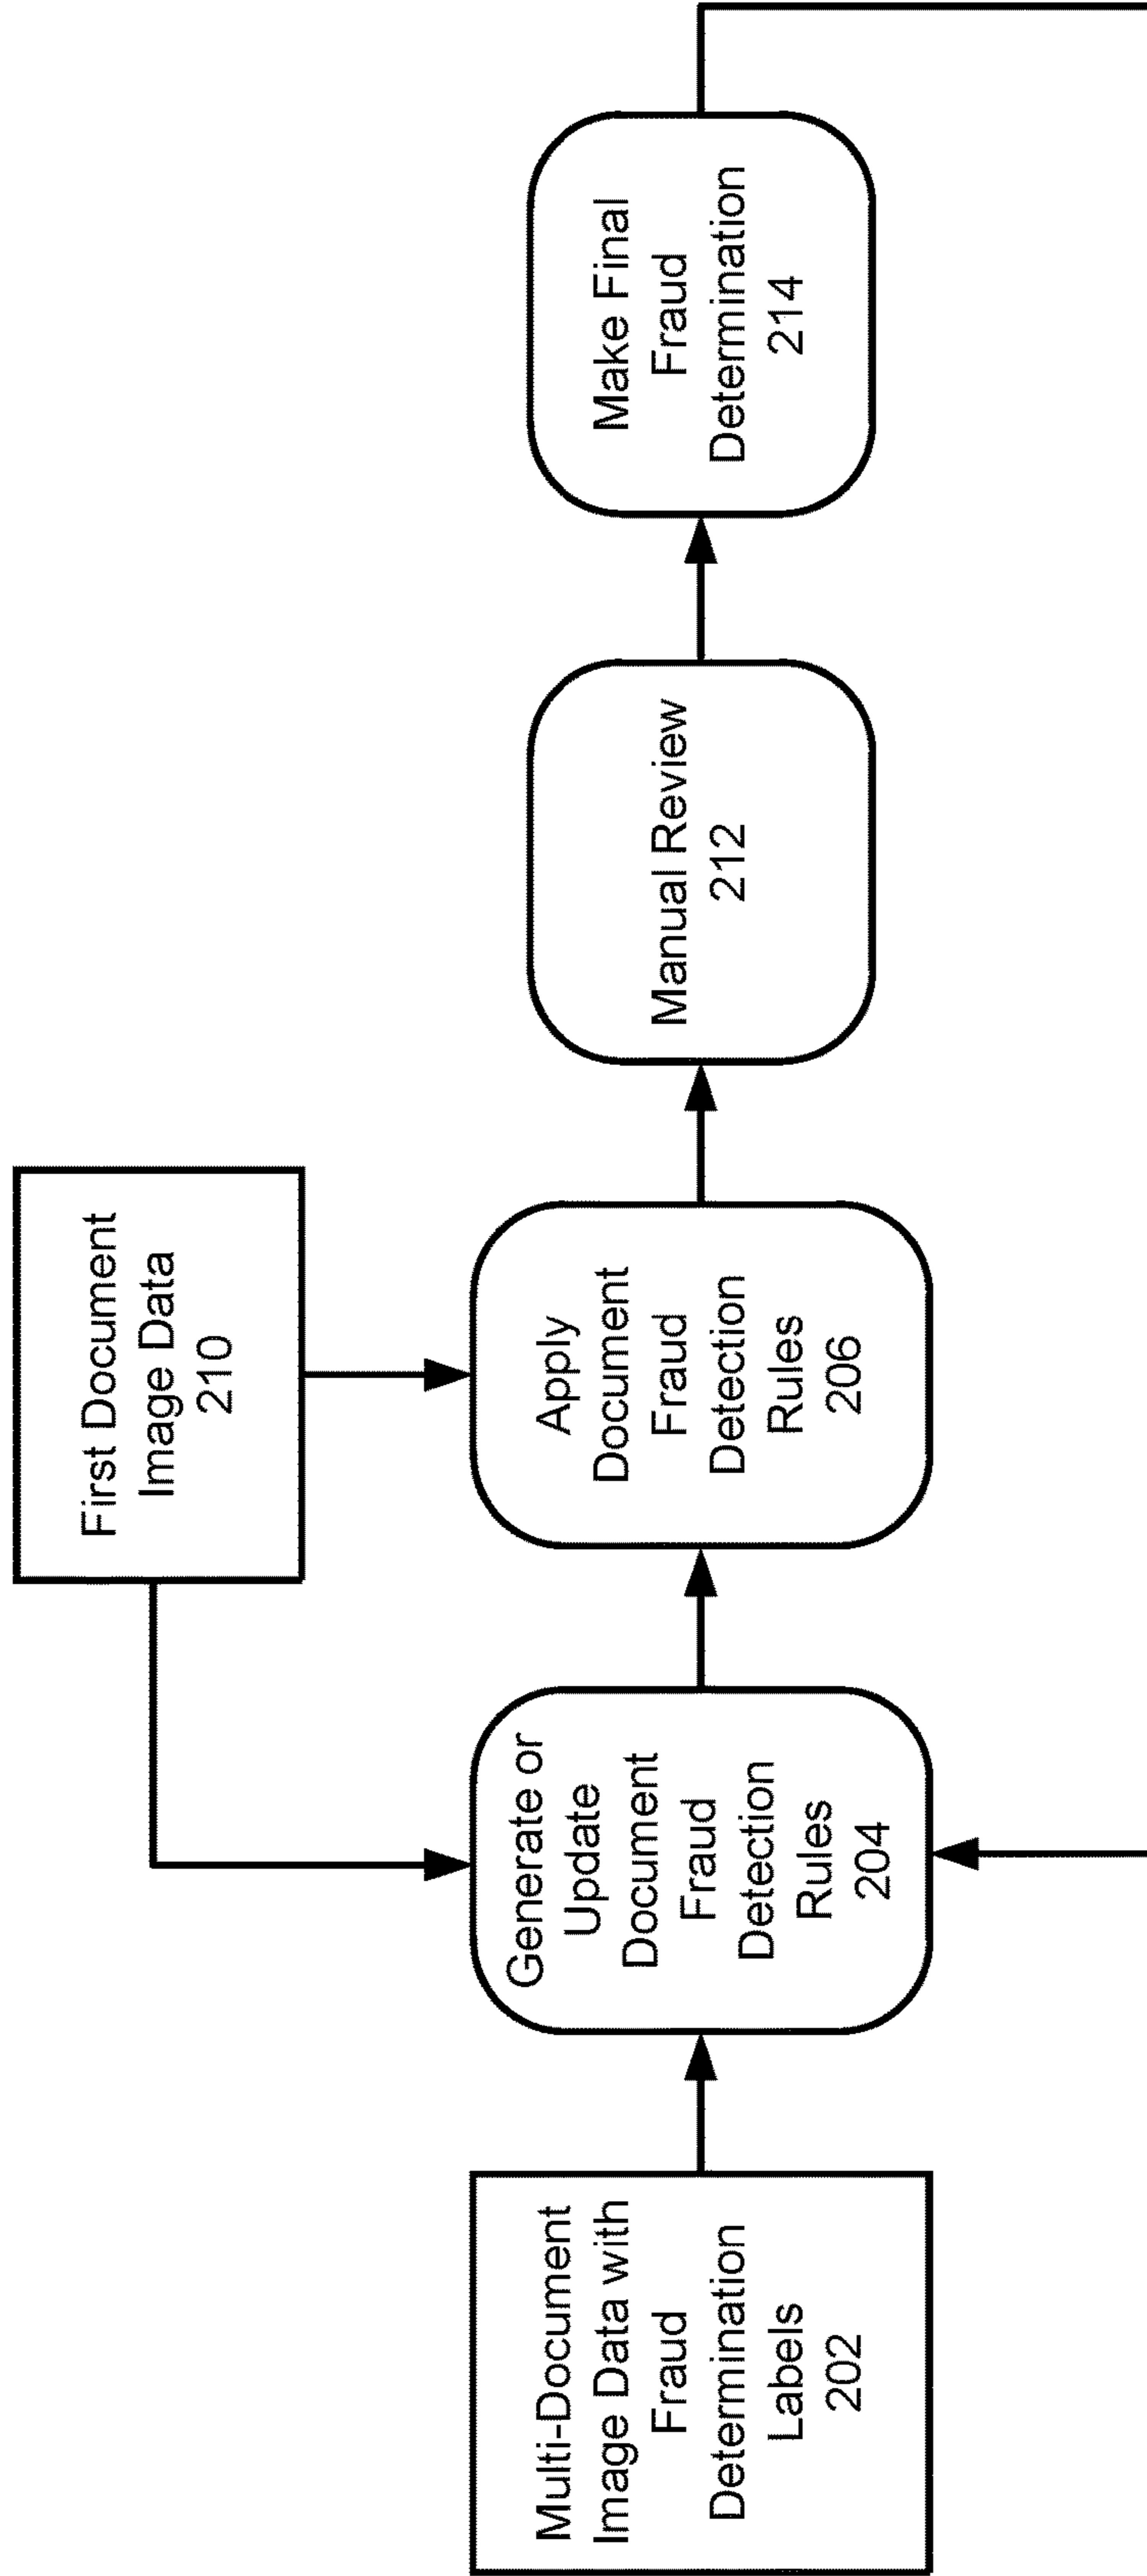 First Document
Image Data
210
Multi-Document
Image Data with
Fraud
Determination
Labels
202
Generate or
Update
Document
Fraud
Detection
Rules
204
Apply
Document
Fraud
Detection
Rules
206
Manual Review
212
Make Final
Fraud
Determination
214